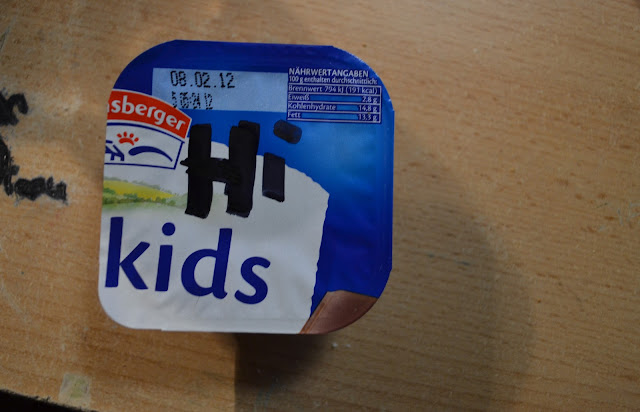 08.02.12
NÄHRWERTANGABEN
100 g enthalten durchschnittlich:
Brennwert 794 kJ (191 kcal)
Eiweiß 2,8 g
Kohlenhydrate 14,8 g
Fett 13,3 g
sberger
Hi
kids